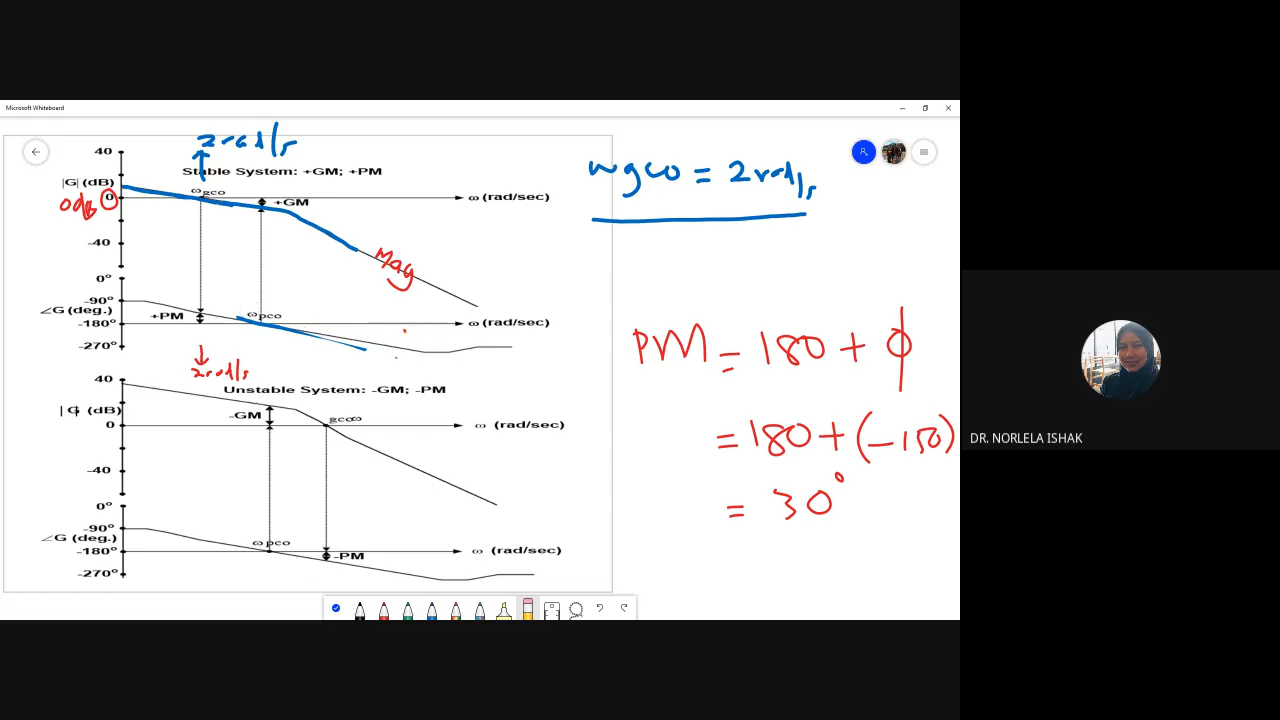 Microsoft Whiteboard
2 rad/s
40
Stable System: +GM; +PM
|G| (dB)
ωgco
0
ω (rad/sec)
0dB
+GM
-40
Mag
0°
-90°
∠G (deg.)
+PM
ωpco
-180°
ω (rad/sec)
-270°
2 rad/s
40
Unstable System: -GM; -PM
|G (dB)
-GM
gcoω
0
ω (rad/sec)
-40
0°
-90°
∠G (deg.)
ωpco
-180°
ω (rad/sec)
-PM
-270°
wgco = 2 rad/s
PM = 180 + ϕ
= 180 + (-150)
= 30°
DR. NORLELA ISHAK